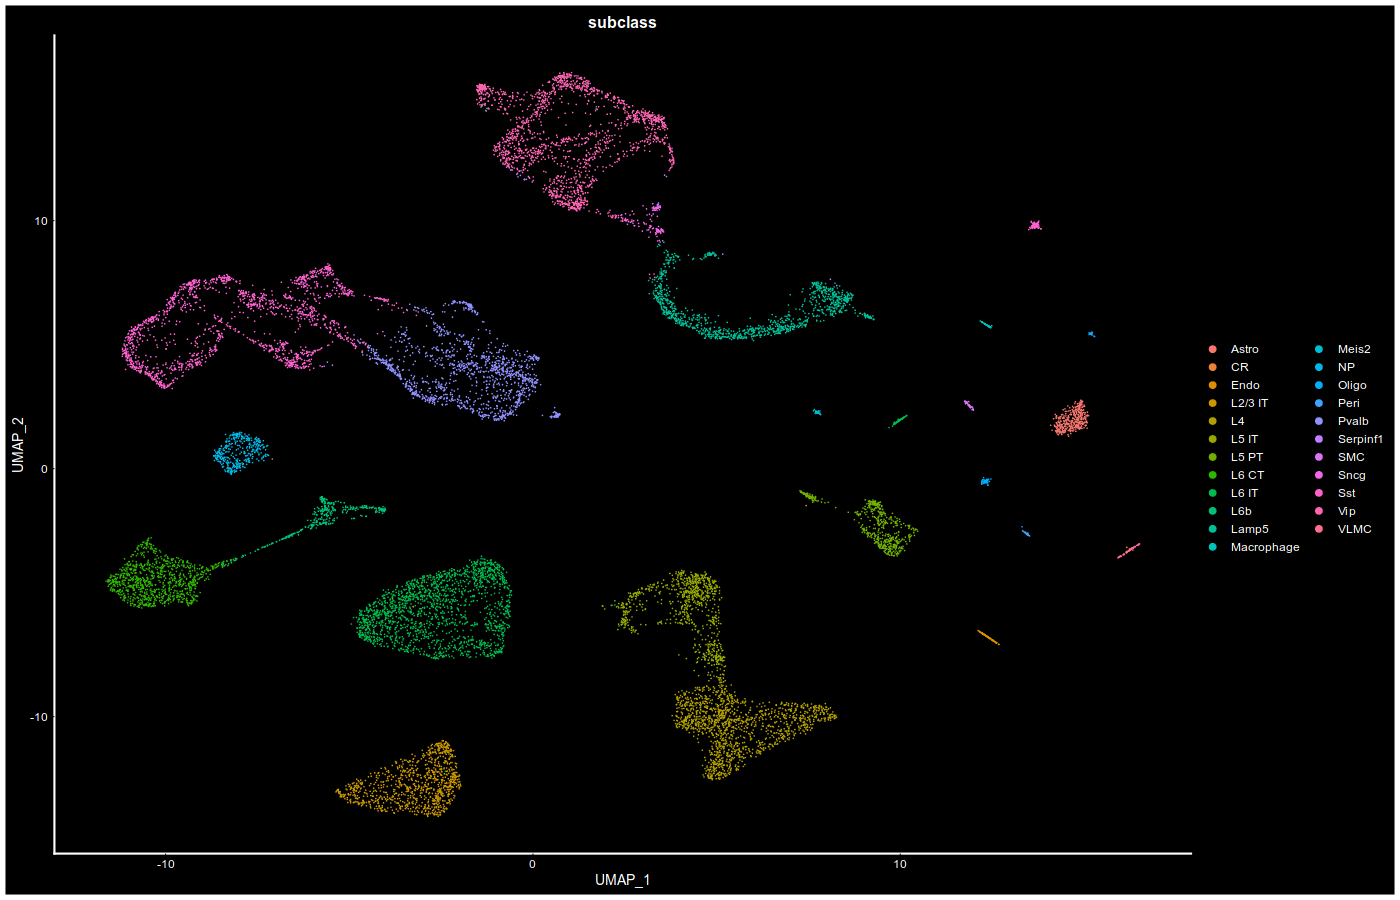 subclass
10
0
-10
UMAP_2
-10
0
10
UMAP_1
Astro
CR
Endo
L2/3 IT
L4
L5 IT
L5 PT
L6 CT
L6 IT
L6b
Lamp5
Macrophage
Meis2
NP
Oligo
Peri
Pvalb
Serpinf1
SMC
Sncg
Sst
Vip
VLMC